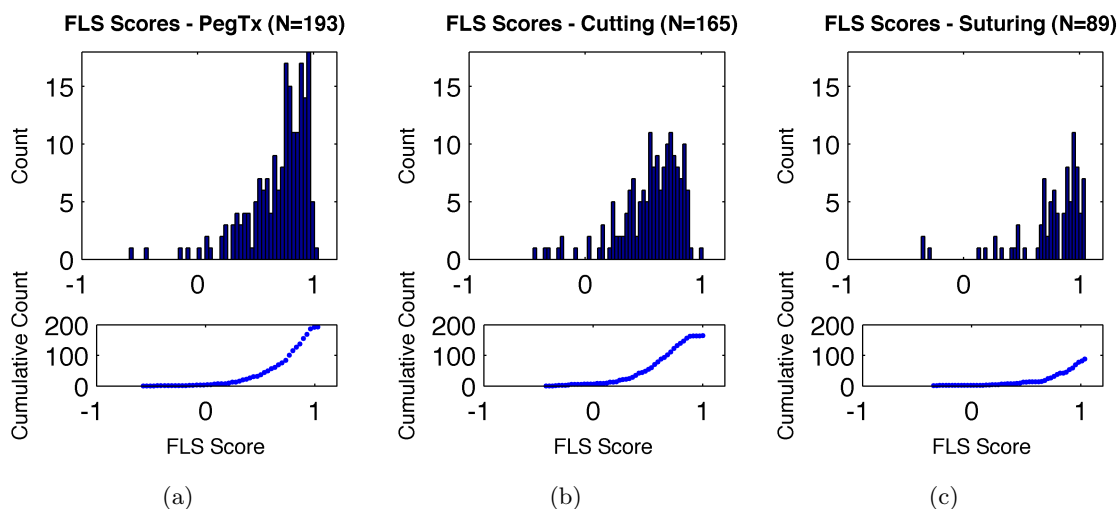 FLS Scores - PegTx (N=193)
Count
15
10
5
0
-1
0
1
Cumulative Count
200
100
0
-1
0
1
FLS Score
(a)
FLS Scores - Cutting (N=165)
Count
15
10
5
0
-1
0
1
Cumulative Count
200
100
0
-1
0
1
FLS Score
(b)
FLS Scores - Suturing (N=89)
Count
15
10
5
0
-1
0
1
Cumulative Count
200
100
0
-1
0
1
FLS Score
(c)